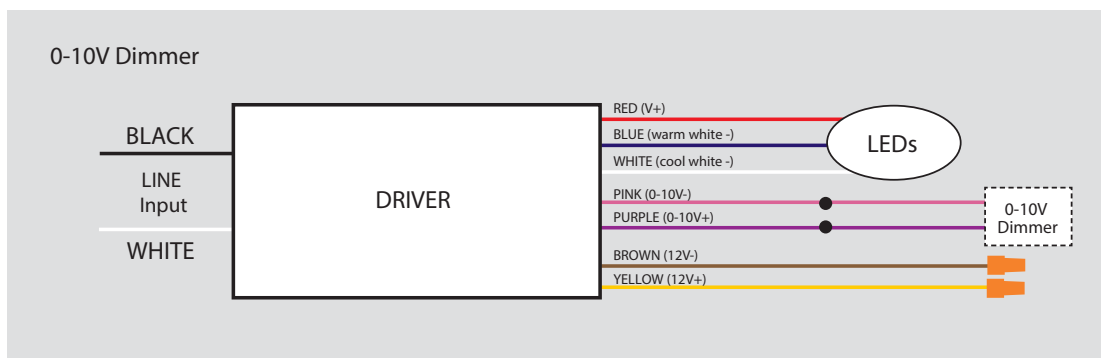 0-10V Dimmer
BLACK
LINE
Input
WHITE
DRIVER
RED (V+)
BLUE (warm white -)
WHITE (cool white -)
PINK (0-10V-)
PURPLE (0-10V+)
BROWN (12V-)
YELLOW (12V+)
LEDs
0-10V
Dimmer